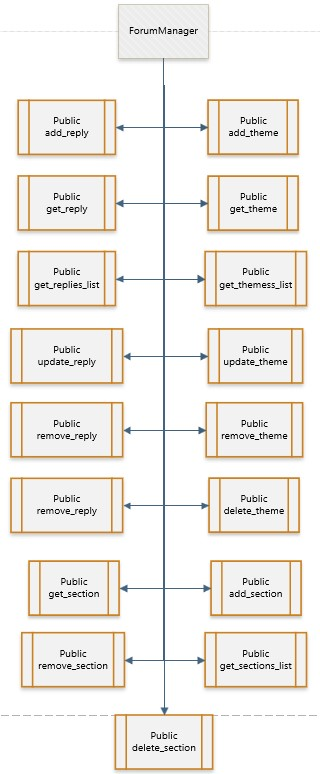 ForumManager
Public
add_reply
Public
add_theme
Public
get_reply
Public
get_theme
Public
get_replies_list
Public
get_themess_list
Public
update_reply
Public
update_theme
Public
remove_reply
Public
remove_theme
Public
remove_reply
Public
delete_theme
Public
get_section
Public
add_section
Public
remove_section
Public
get_sections_list
Public
delete_section